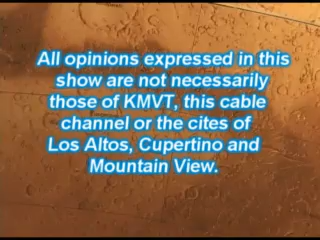 All opinions expressed in this
show are not necessarily
those of KMVT, this cable
channel or the cites of
Los Altos, Cupertino and
Mountain View.